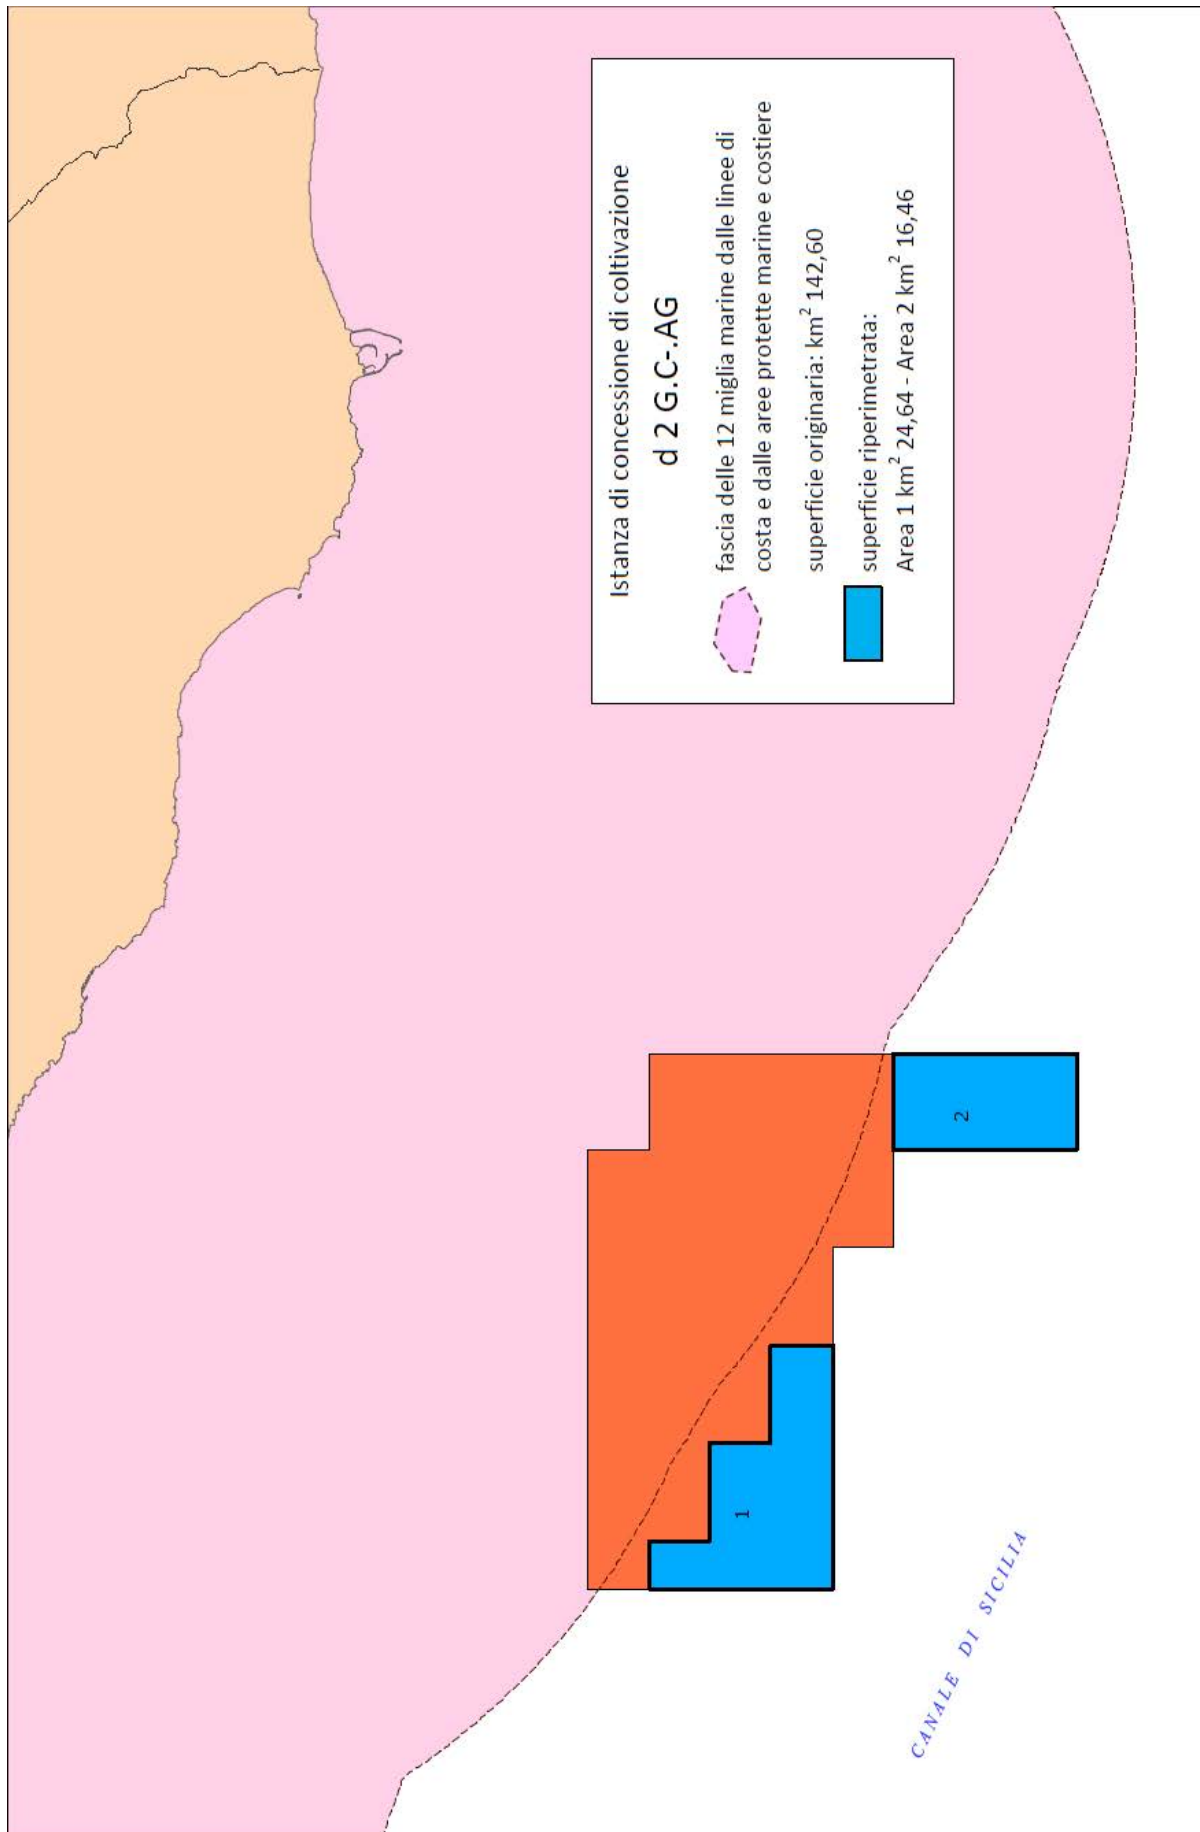 Istanza di concessione di coltivazione
d 2 G.C-.AG
fascia delle 12 miglia marine dalle linee di
costa e dalle aree protette marine e costiere
superficie originaria: km² 142,60
superficie riperimetrata:
Area 1 km² 24,64 - Area 2 km² 16,46
1
2
CANALE DI SICILIA